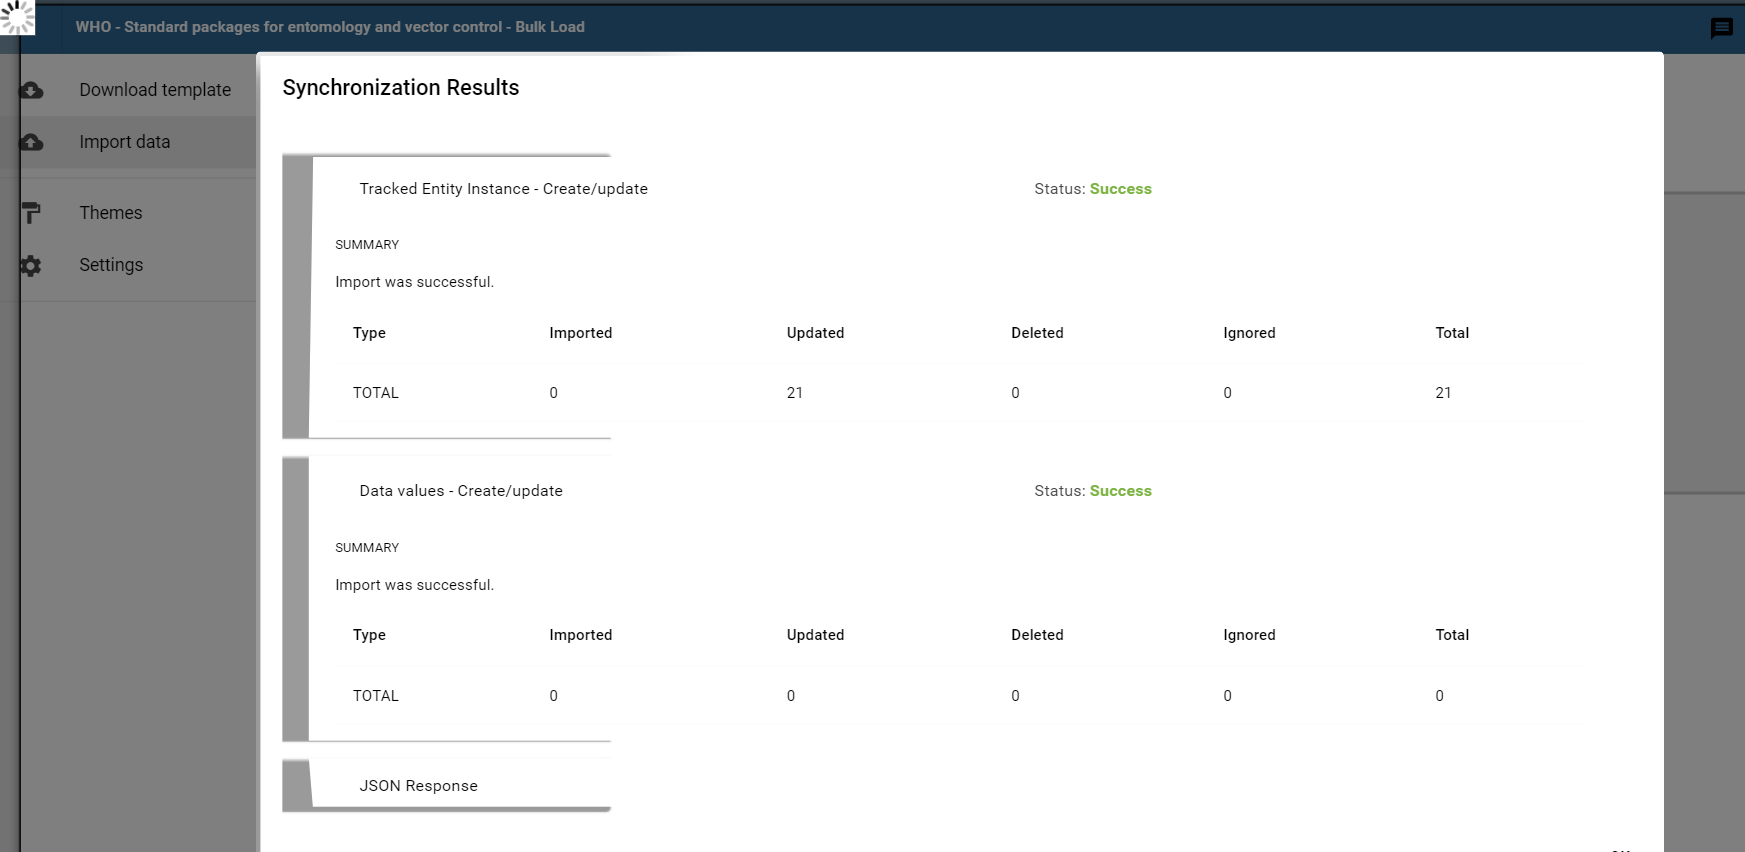 WHO - Standard packages for entomology and vector control - Bulk Load
Download template
Import data
Themes
Settings
Synchronization Results
Tracked Entity Instance - Create/update Status: Success
SUMMARY
Import was successful.
Type Imported Updated Deleted Ignored Total
TOTAL 0 21 0 0 21
Data values - Create/update Status: Success
SUMMARY
Import was successful.
Type Imported Updated Deleted Ignored Total
TOTAL 0 0 0 0 0
JSON Response